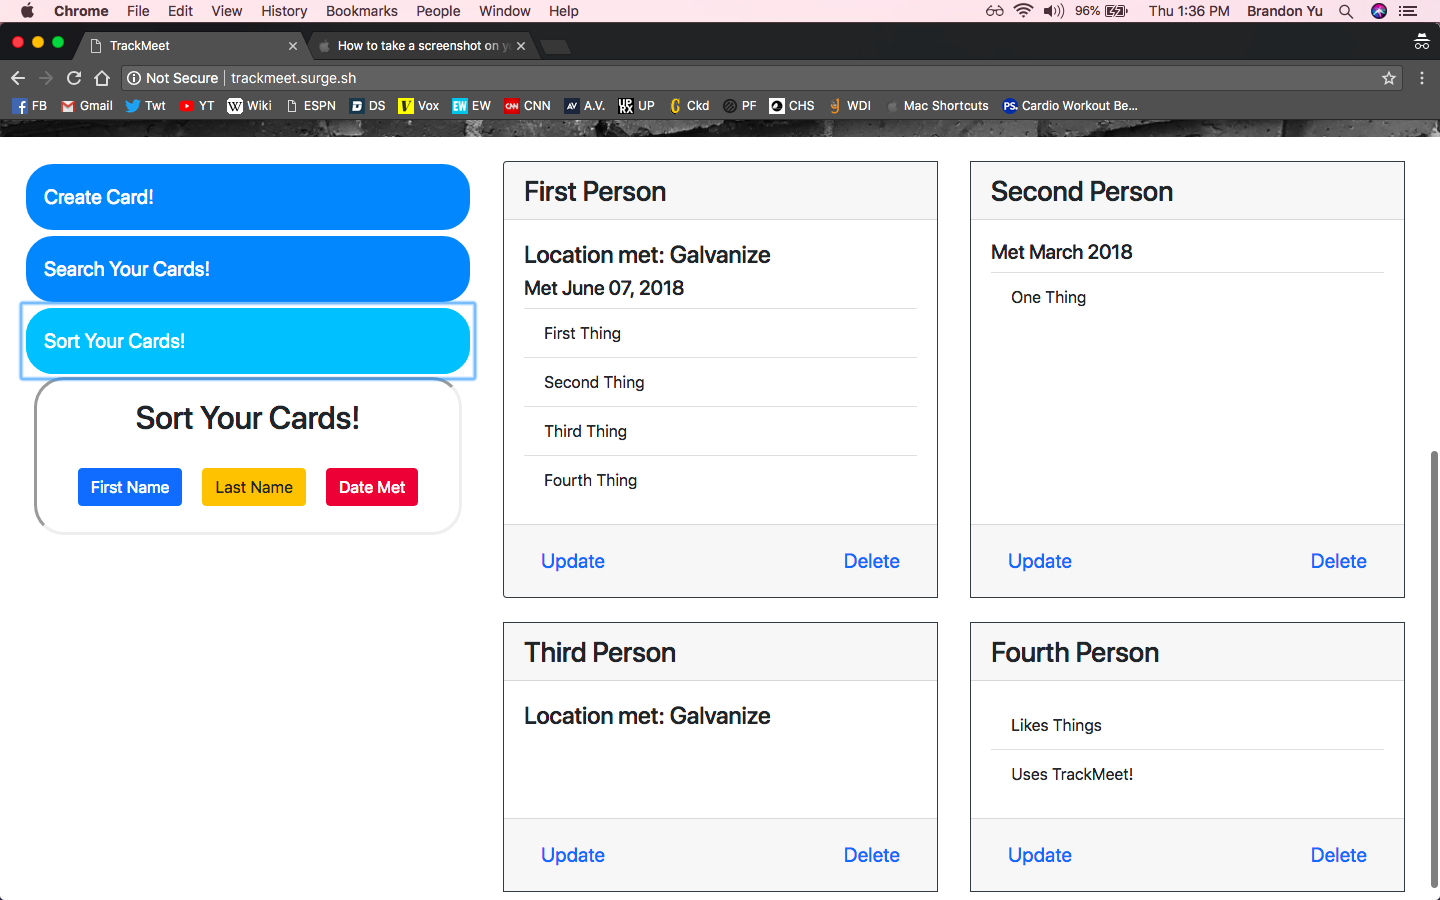 Chrome File Edit View History Bookmarks People Window Help 96% Thu 1:36 PM Brandon Yu
TrackMeet How to take a screenshot on
Not Secure trackmeet.surge.sh
FB Gmail Twt YT Wiki ESPN DS Vox EW CNN A.V. UP Ckd PF CHS WDI Mac Shortcuts Cardio Workout Be...
Create Card!
Search Your Cards!
Sort Your Cards!
Sort Your Cards!
First Name Last Name Date Met
First Person
Location met: Galvanize
Met June 07, 2018
First Thing
Second Thing
Third Thing
Fourth Thing
Update Delete
Second Person
Met March 2018
One Thing
Update Delete
Third Person
Location met: Galvanize
Update Delete
Fourth Person
Likes Things
Uses TrackMeet!
Update Delete